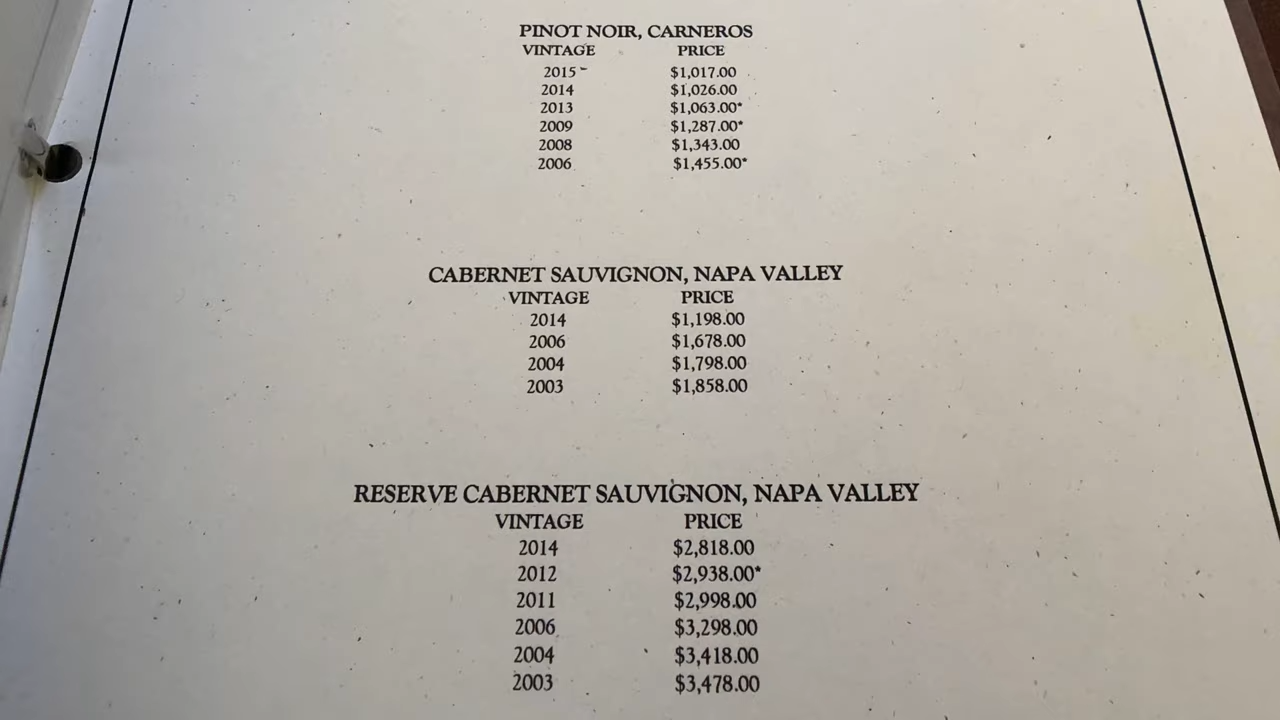 PINOT NOIR, CARNEROS
VINTAGE PRICE
2015 $1,017.00
2014 $1,026.00
2013 $1,063.00*
2009 $1,287.00*
2008 $1,343.00
2006 $1,455.00*
CABERNET SAUVIGNON, NAPA VALLEY
VINTAGE PRICE
2014 $1,198.00
2006 $1,678.00
2004 $1,798.00
2003 $1,858.00
RESERVE CABERNET SAUVIGNON, NAPA VALLEY
VINTAGE PRICE
2014 $2,818.00
2012 $2,938.00*
2011 $2,998.00
2006 $3,298.00
2004 $3,418.00
2003 $3,478.00